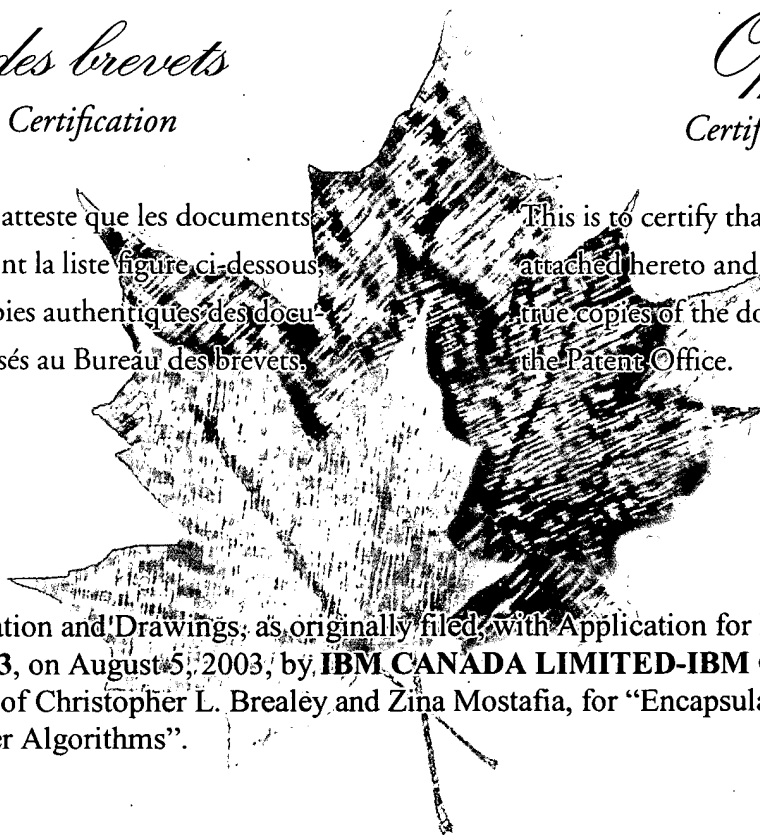 des brevets
Certification
Certif
atteste que les documents
nt la liste figure ci-dessous
pies authentiques des docu-
sés au Bureau des brevets.
This is to certify tha
attached hereto and
true copies of the do
the Patent Office.
ation and Drawings, as originally filed, with Application for
3, on August 5, 2003, by IBM CANADA LIMITED-IBM
of Christopher L. Brealey and Zina Mostafia, for “Encapsula
er Algorithms”.